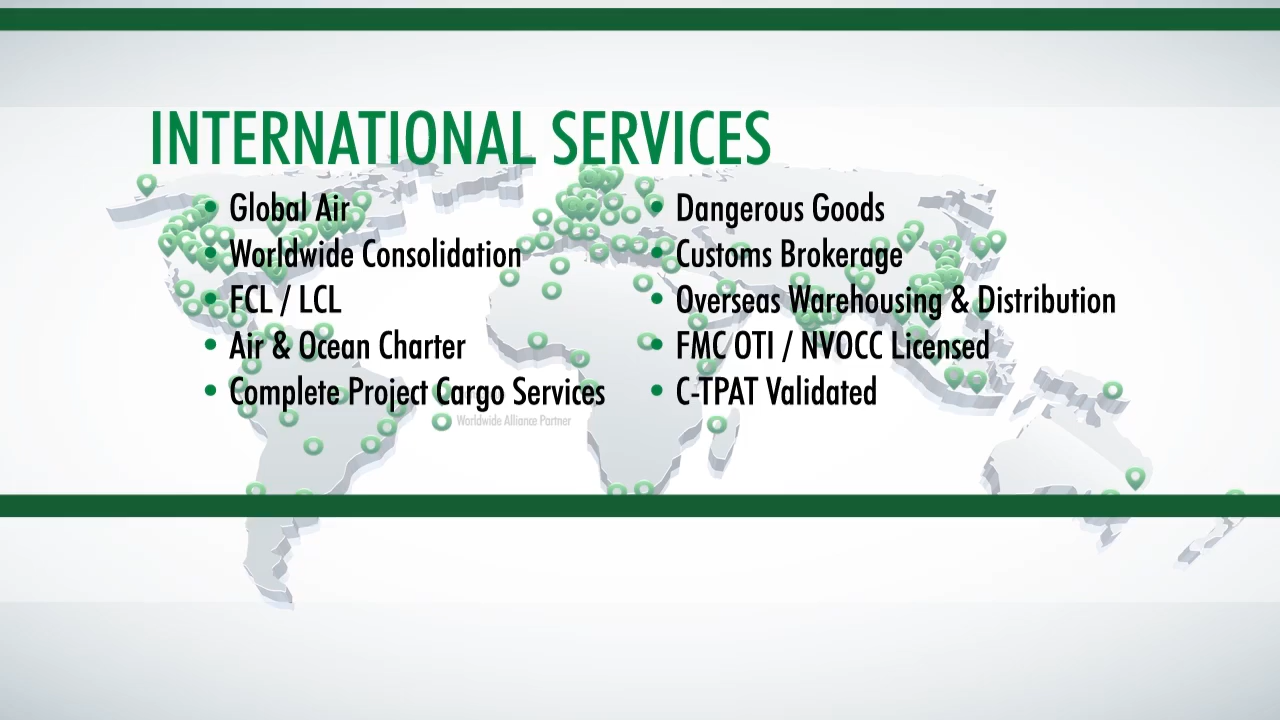 INTERNATIONAL SERVICES
• Global Air
• Worldwide Consolidation
• FCL / LCL
• Air & Ocean Charter
• Complete Project Cargo Services
• Dangerous Goods
• Customs Brokerage
• Overseas Warehousing & Distribution
• FMC OTI / NVOCC Licensed
• C-TPAT Validated
Worldwide Alliance Partner